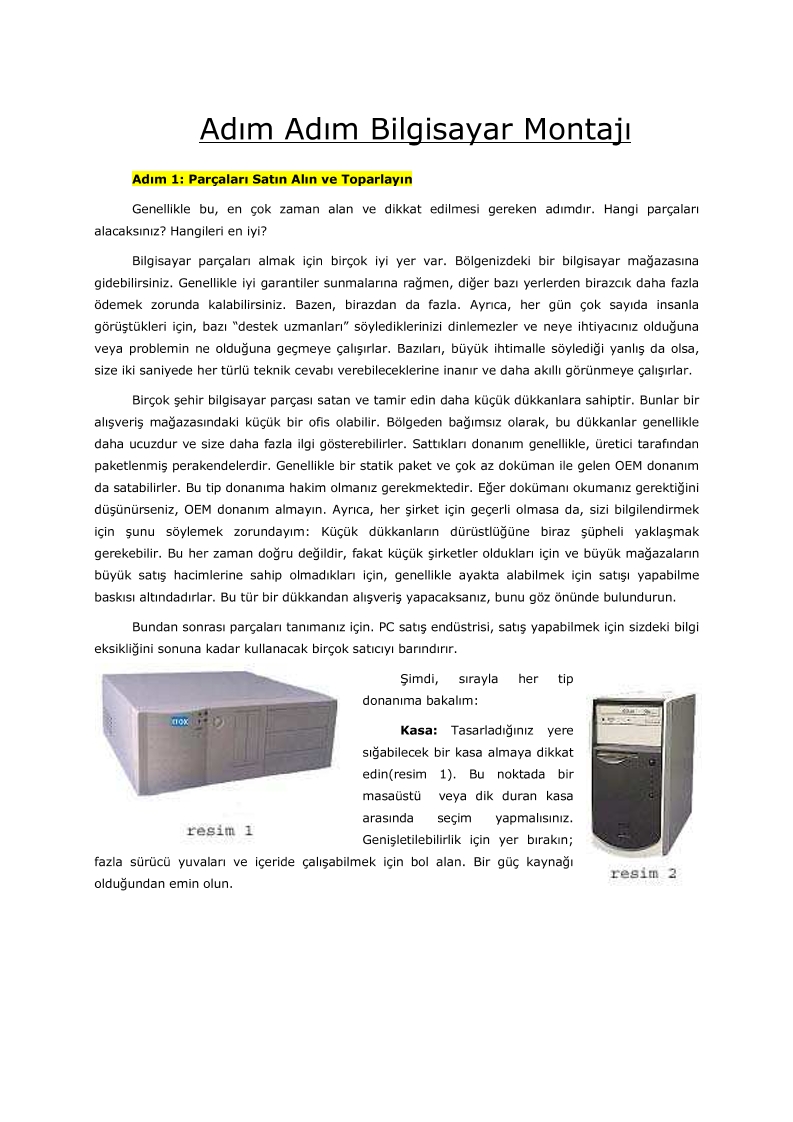 Adım Adım Bilgisayar Montajı
Adım 1: Parçaları Satın Alın ve Toparlayın
Genellikle bu, en çok zaman alan ve dikkat edilmesi gereken adımdır. Hangi parçaları
alacaksınız? Hangileri en iyi?
Bilgisayar parçaları almak için birçok iyi yer var. Bölgenizdeki bir bilgisayar mağazasına
gidebilirsiniz. Genellikle iyi garantiler sunmalarına rağmen, diğer bazı yerlerden birazcık daha fazla
ödemek zorunda kalabilirsiniz. Bazen, birazdan da fazla. Ayrıca, her gün çok sayıda insanla
görüştükleri için, bazı “destek uzmanları” söylediklerinizi dinlemezler ve neye ihtiyacınız olduğuna
veya problemin ne olduğuna geçmeye çalışırlar. Bazıları, büyük ihtimalle söylediği yanlış da olsa,
size iki saniyede her türlü teknik cevabı verebileceklerine inanır ve daha akıllı görünmeye çalışırlar.
Birçok şehir bilgisayar parçası satan ve tamir edin daha küçük dükkanlara sahiptir. Bunlar bir
alışveriş mağazasındaki küçük bir ofis olabilir. Bölgeden bağımsız olarak, bu dükkanlar genellikle
daha ucuzdur ve size daha fazla ilgi gösterebilirler. Sattıkları donanım genellikle, üretici tarafından
paketlenmiş perakendelerdir. Genellikle bir statik paket ve çok az doküman ile gelen OEM donanım
da satabilirler. Bu tip donanıma hakim olmanız gerekmektedir. Eğer dokümanı okumanız gerektiğini
düşünürseniz, OEM donanım almayın. Ayrıca, her şirket için geçerli olmasa da, sizi bilgilendirmek
için şunu söylemek zorundayım: Küçük dükkanların dürüstlüğüne biraz şüpheli yaklaşmak
gerekebilir. Bu her zaman doğru değildir, fakat küçük şirketler oldukları için ve büyük mağazaların
büyük satış hacimlerine sahip olmadıkları için, genellikle ayakta alabilmek için satışı yapabilme
baskısı altındadırlar. Bu tür bir dükkandan alışveriş yapacaksanız, bunu göz önünde bulundurun.
Bundan sonrası parçaları tanımanız için. PC satış endüstrisi, satış yapabilmek için sizdeki bilgi
eksikliğini sonuna kadar kullanacak birçok satıcıyı barındırır.
Şimdi, sırayla her tip
donanıma bakalım:
Kasa: Tasarladığınız yere
sığabilecek bir kasa almaya dikkat
edin(resim 1). Bu noktada bir
masaüstü veya dik duran kasa
arasında seçim yapmalısınız.
Genişletilebilirlik için yer bırakın;
fazla sürücü yuvaları ve içeride çalışabilmek için bol alan. Bir güç kaynağı
olduğundan emin olun.
resim 1
resim 2